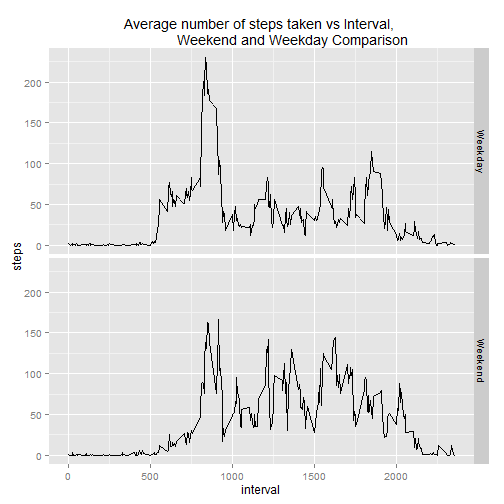 Average number of steps taken vs Interval,
Weekend and Weekday Comparison
steps
200
150
100
50
0
Weekday
200
150
100
50
0
Weekend
0 500 1000 1500 2000
interval